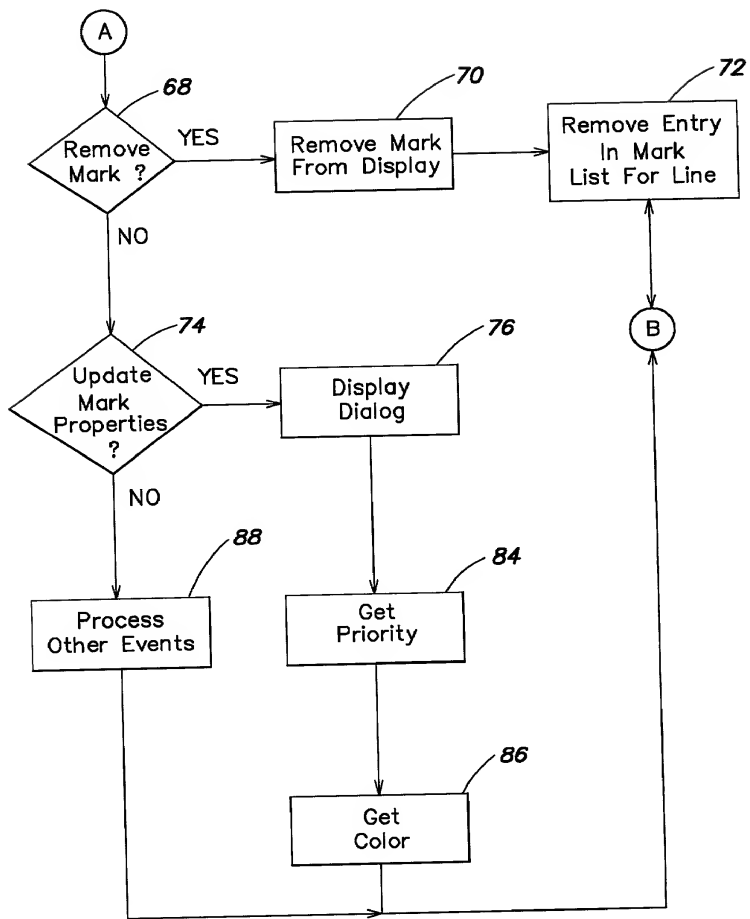 A
68
Remove
Mark ?
YES
70
Remove Mark
From Display
72
Remove Entry
In Mark
List For Line
NO
B
74
Update
Mark
Properties
?
YES
76
Display
Dialog
NO
88
Process
Other Events
84
Get
Priority
86
Get
Color